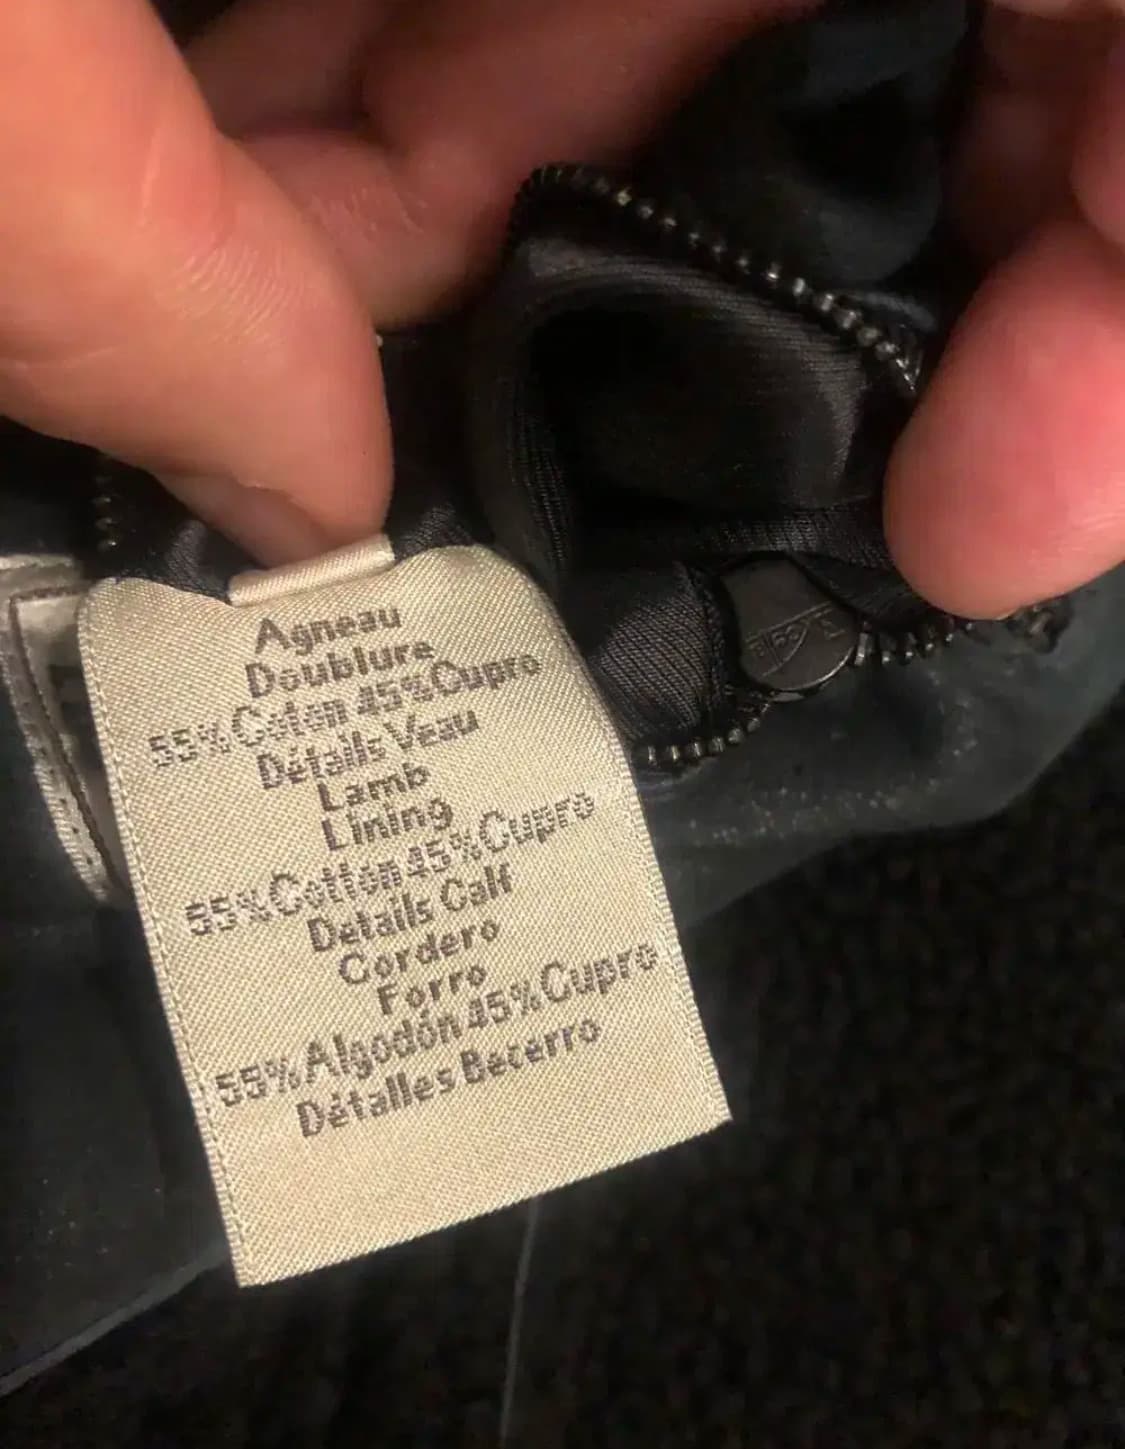 Agneau
Doublure
55%Coton 45%Cupro
Détails Veau
Lamb
Lining
55%Cotton 45%Cupro
Details Calf
Cordero
Forro
55%Algodón 45%Cupro
Détalles Becerro